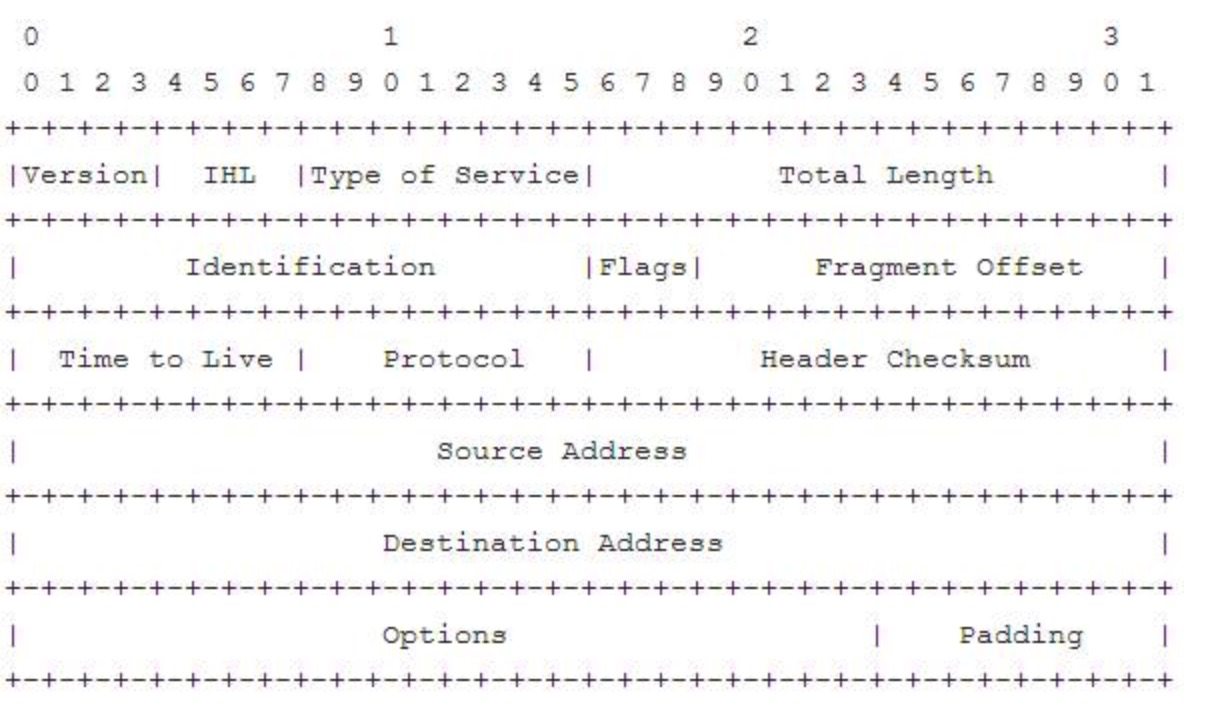 0                   1                   2                   3
 0 1 2 3 4 5 6 7 8 9 0 1 2 3 4 5 6 7 8 9 0 1 2 3 4 5 6 7 8 9 0 1
+-+-+-+-+-+-+-+-+-+-+-+-+-+-+-+-+-+-+-+-+-+-+-+-+-+-+-+-+-+-+-+-+
|Version|  IHL  |Type of Service|          Total Length         |
+-+-+-+-+-+-+-+-+-+-+-+-+-+-+-+-+-+-+-+-+-+-+-+-+-+-+-+-+-+-+-+-+
|         Identification        |Flags|      Fragment Offset    |
+-+-+-+-+-+-+-+-+-+-+-+-+-+-+-+-+-+-+-+-+-+-+-+-+-+-+-+-+-+-+-+-+
|  Time to Live |    Protocol   |         Header Checksum       |
+-+-+-+-+-+-+-+-+-+-+-+-+-+-+-+-+-+-+-+-+-+-+-+-+-+-+-+-+-+-+-+-+
|                       Source Address                          |
+-+-+-+-+-+-+-+-+-+-+-+-+-+-+-+-+-+-+-+-+-+-+-+-+-+-+-+-+-+-+-+-+
|                    Destination Address                        |
+-+-+-+-+-+-+-+-+-+-+-+-+-+-+-+-+-+-+-+-+-+-+-+-+-+-+-+-+-+-+-+-+
|                    Options                    |    Padding    |
+-+-+-+-+-+-+-+-+-+-+-+-+-+-+-+-+-+-+-+-+-+-+-+-+-+-+-+-+-+-+-+-+